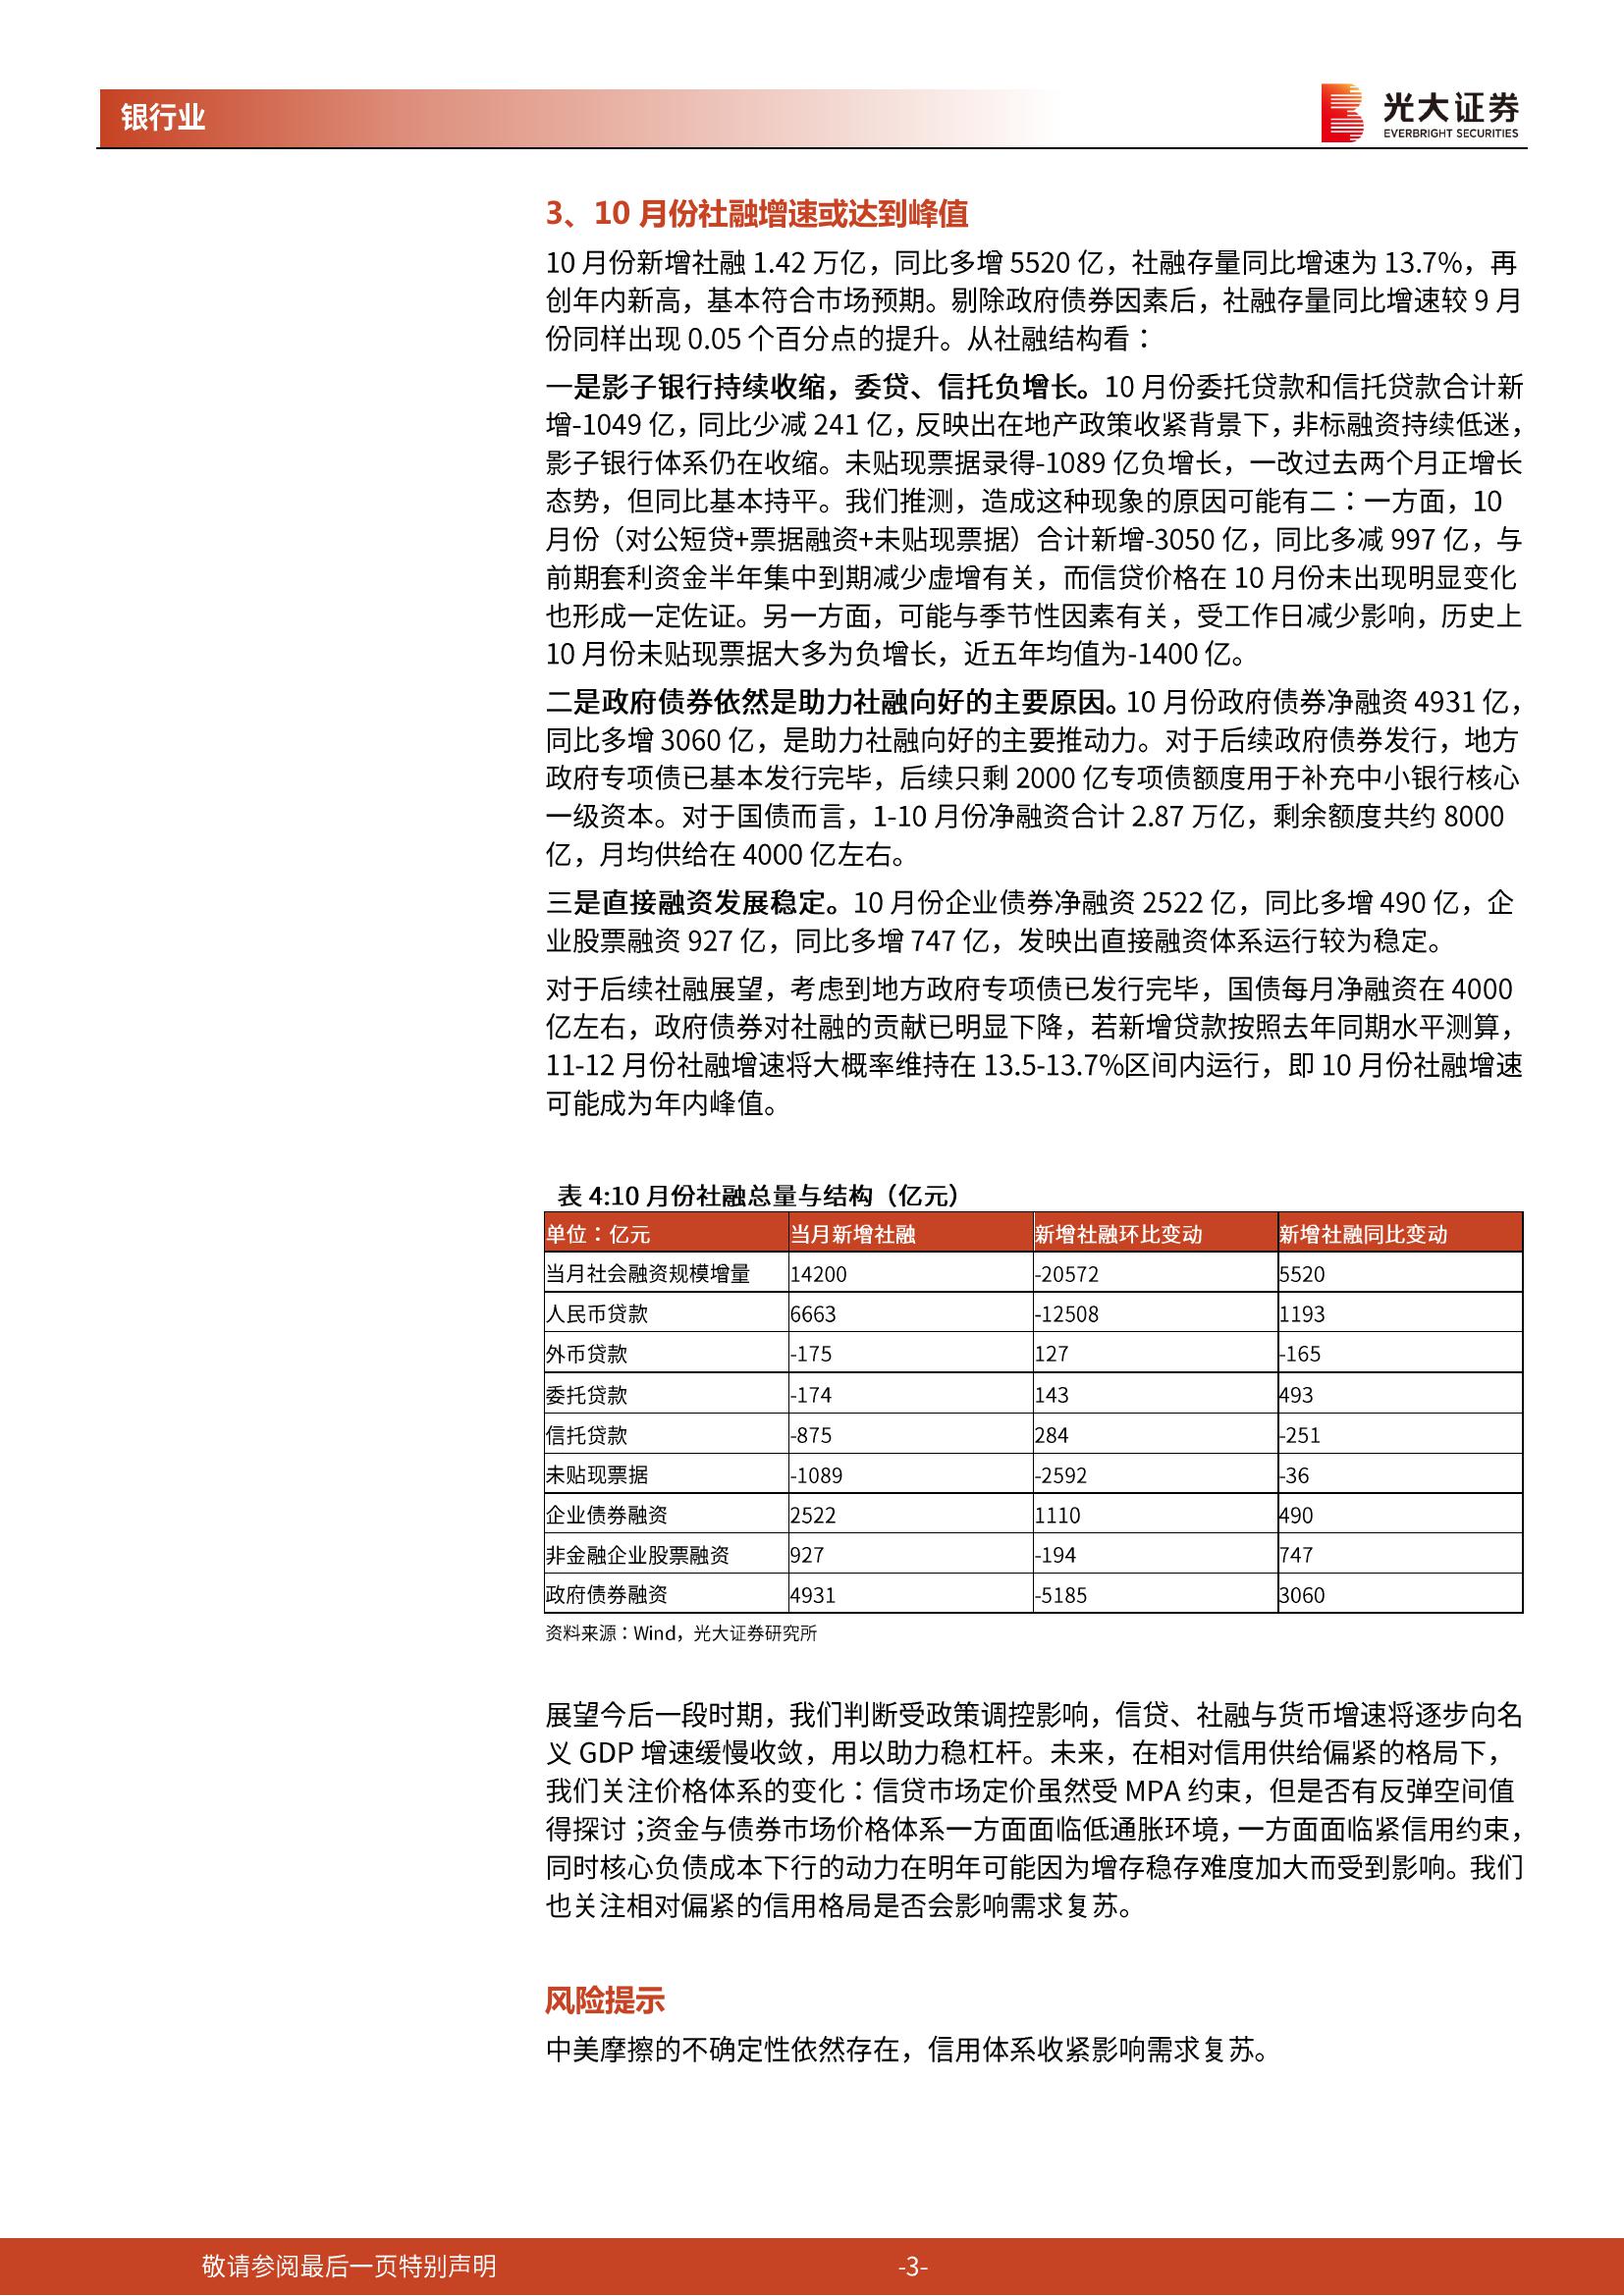 银行业
光大证券
EVERBRIGHT SECURITIES
3、10 月份社融增速或达到峰值
10 月份新增社融 1.42 万亿，同比多增 5520 亿，社融存量同比增速为 13.7%，再
创年内新高，基本符合市场预期。剔除政府债券因素后，社融存量同比增速较 9 月
份同样出现 0.05 个百分点的提升。从社融结构看：
一是影子银行持续收缩，委贷、信托负增长。10 月份委托贷款和信托贷款合计新
增-1049 亿，同比少减 241 亿，反映出在地产政策收紧背景下，非标融资持续低迷，
影子银行体系仍在收缩。未贴现票据录得-1089 亿负增长，一改过去两个月正增长
态势，但同比基本持平。我们推测，造成这种现象的原因可能有二：一方面，10
月份（对公短贷+票据融资+未贴现票据）合计新增-3050 亿，同比多减 997 亿，与
前期套利资金半年集中到期减少虚增有关，而信贷价格在 10 月份未出现明显变化
也形成一定佐证。另一方面，可能与季节性因素有关，受工作日减少影响，历史上
10 月份未贴现票据大多为负增长，近五年均值为-1400 亿。
二是政府债券依然是助力社融向好的主要原因。10 月份政府债券净融资 4931 亿，
同比多增 3060 亿，是助力社融向好的主要推动力。对于后续政府债券发行，地方
政府专项债已基本发行完毕，后续只剩 2000 亿专项债额度用于补充中小银行核心
一级资本。对于国债而言，1-10 月份净融资合计 2.87 万亿，剩余额度共约 8000
亿，月均供给在 4000 亿左右。
三是直接融资发展稳定。10 月份企业债券净融资 2522 亿，同比多增 490 亿，企
业股票融资 927 亿，同比多增 747 亿，发映出直接融资体系运行较为稳定。
对于后续社融展望，考虑到地方政府专项债已发行完毕，国债每月净融资在 4000
亿左右，政府债券对社融的贡献已明显下降，若新增贷款按照去年同期水平测算，
11-12 月份社融增速将大概率维持在 13.5-13.7%区间内运行，即 10 月份社融增速
可能成为年内峰值。
表 4:10 月份社融总量与结构（亿元）
单位：亿元 当月新增社融 新增社融环比变动 新增社融同比变动
当月社会融资规模增量 14200 -20572 5520
人民币贷款 6663 -12508 1193
外币贷款 -175 127 -165
委托贷款 -174 143 493
信托贷款 -875 284 -251
未贴现票据 -1089 -2592 -36
企业债券融资 2522 1110 490
非金融企业股票融资 927 -194 747
政府债券融资 4931 -5185 3060
资料来源：Wind，光大证券研究所
展望今后一段时期，我们判断受政策调控影响，信贷、社融与货币增速将逐步向名
义 GDP 增速缓慢收敛，用以助力稳杠杆。未来，在相对信用供给偏紧的格局下，
我们关注价格体系的变化：信贷市场定价虽然受 MPA 约束，但是否有反弹空间值
得探讨；资金与债券市场价格体系一方面面临低通胀环境，一方面面临紧信用约束，
同时核心负债成本下行的动力在明年可能因为增存稳存难度加大而受到影响。我们
也关注相对偏紧的信用格局是否会影响需求复苏。
风险提示
中美摩擦的不确定性依然存在，信用体系收紧影响需求复苏。
敬请参阅最后一页特别声明 -3-